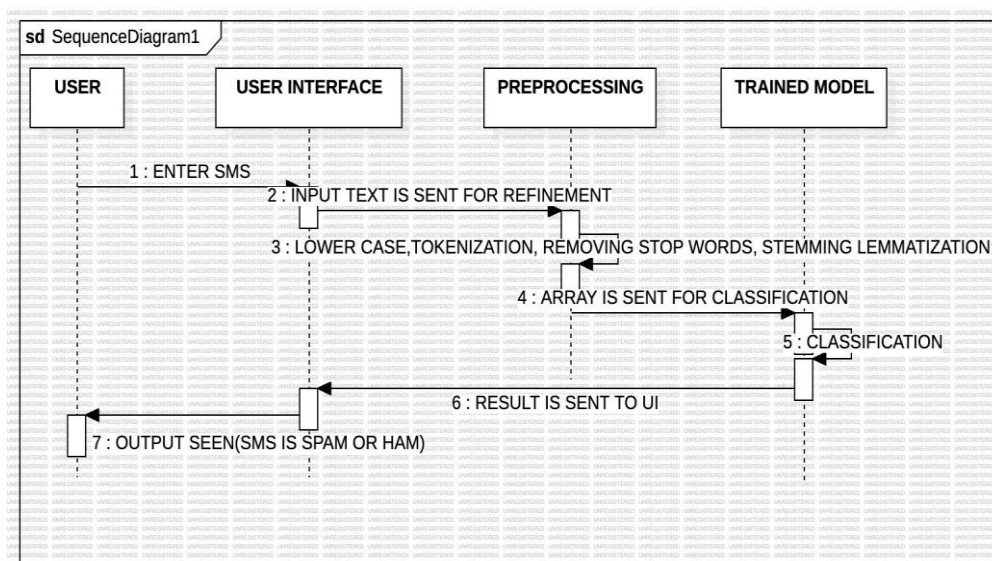 sd SequenceDiagram1
USER
USER INTERFACE
PREPROCESSING
TRAINED MODEL
1 : ENTER SMS
2 : INPUT TEXT IS SENT FOR REFINEMENT
3 : LOWER CASE,TOKENIZATION, REMOVING STOP WORDS, STEMMING LEMMATIZATION
4 : ARRAY IS SENT FOR CLASSIFICATION
5 : CLASSIFICATION
6 : RESULT IS SENT TO UI
7 : OUTPUT SEEN(SMS IS SPAM OR HAM)
UNREGISTERED